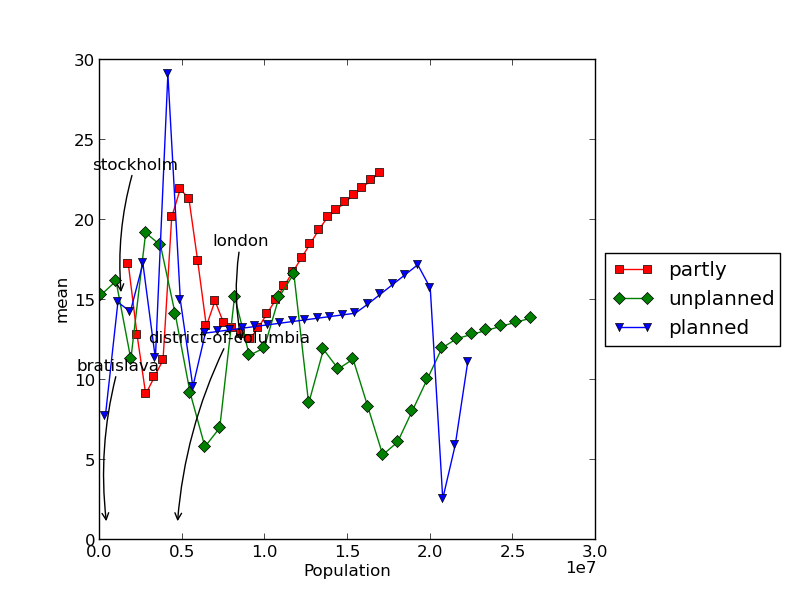 30
25
20
15
10
5
0
mean
stockholm
london
district-of-columbia
bratislava
0.0 0.5 1.0 1.5 2.0 2.5 3.0
1e7
Population
partly
unplanned
planned